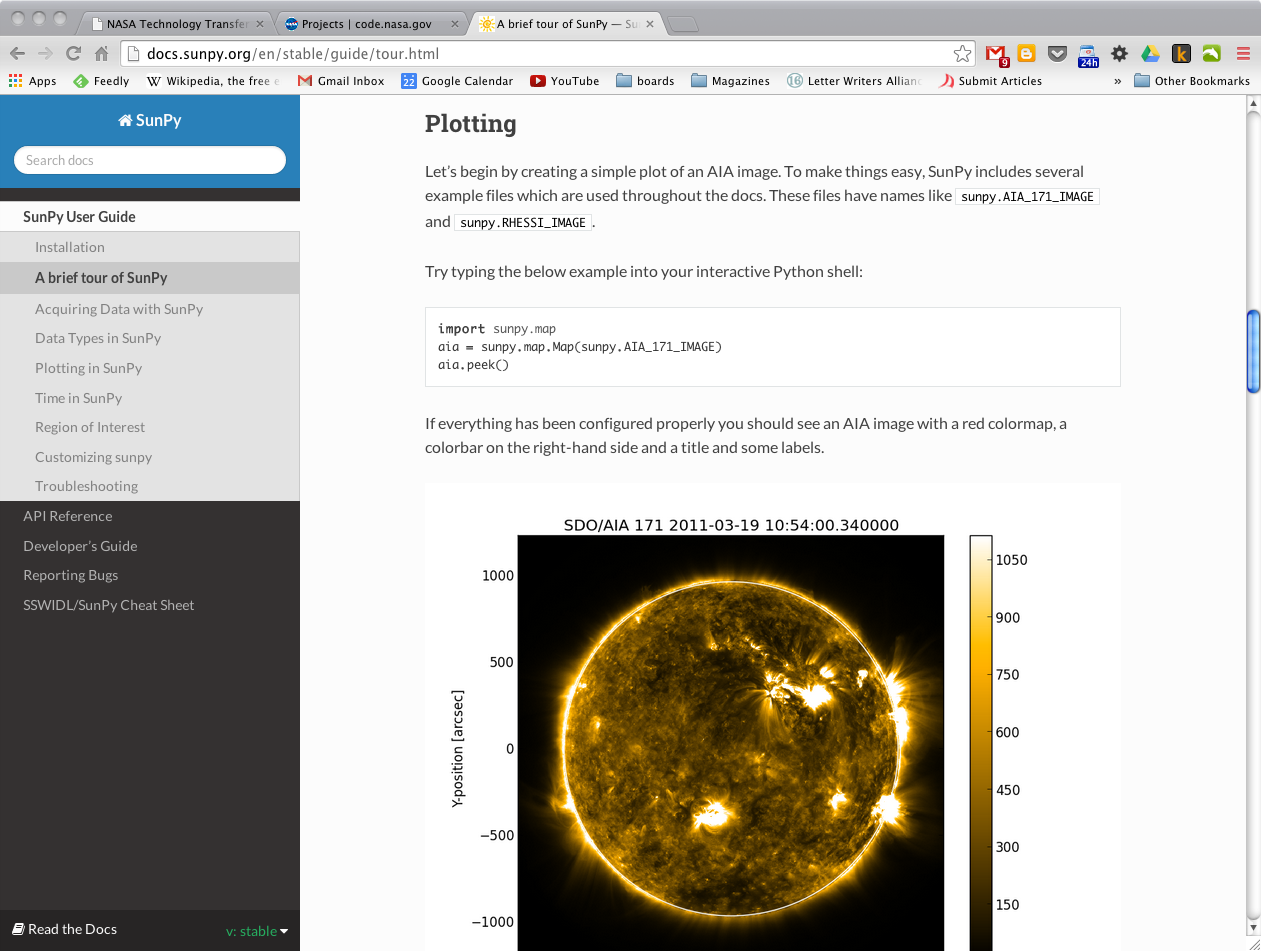 NASA Technology Transfer
Projects | code.nasa.gov
A brief tour of SunPy — Su
docs.sunpy.org/en/stable/guide/tour.html
9
24h
k
Apps
Feedly
W Wikipedia, the free e
Gmail Inbox
22 Google Calendar
YouTube
boards
Magazines
16 Letter Writers Allianc
Submit Articles
»
Other Bookmarks
SunPy
Search docs
SunPy User Guide
Installation
A brief tour of SunPy
Acquiring Data with SunPy
Data Types in SunPy
Plotting in SunPy
Time in SunPy
Region of Interest
Customizing sunpy
Troubleshooting
API Reference
Developer's Guide
Reporting Bugs
SSWIDL/SunPy Cheat Sheet
Read the Docs
v: stable
Plotting
Let's begin by creating a simple plot of an AIA image. To make things easy, SunPy includes several
example files which are used throughout the docs. These files have names like sunpy.AIA_171_IMAGE
and sunpy.RHESSI_IMAGE.
Try typing the below example into your interactive Python shell:
import sunpy.map
aia = sunpy.map.Map(sunpy.AIA_171_IMAGE)
aia.peek()
If everything has been configured properly you should see an AIA image with a red colormap, a
colorbar on the right-hand side and a title and some labels.
SDO/AIA 171 2011-03-19 10:54:00.340000
Y-position [arcsec]
1000
500
0
−500
−1000
1050
900
750
600
450
300
150